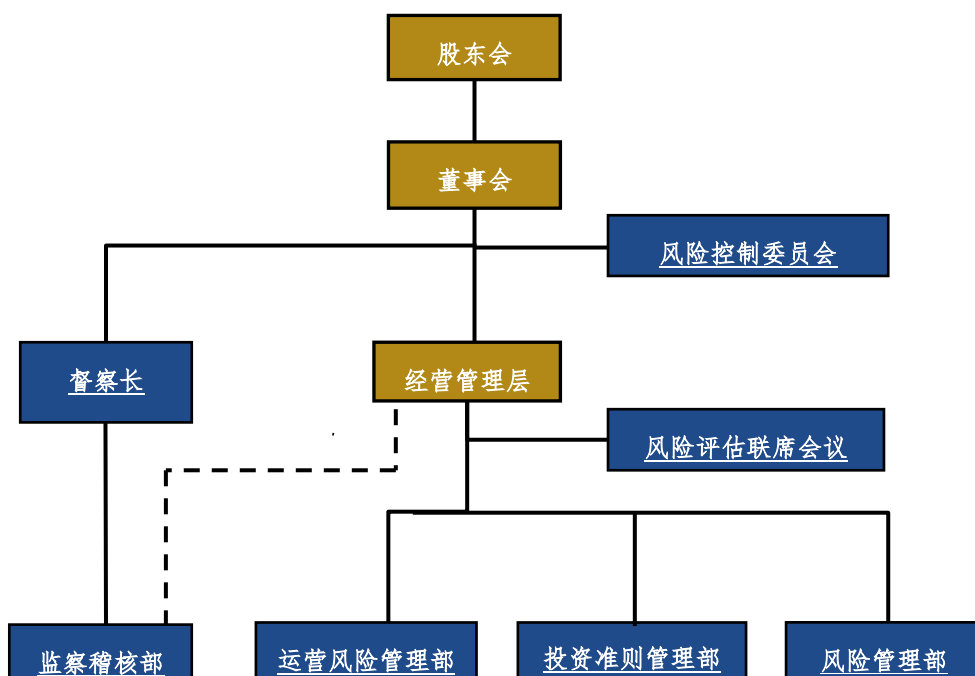 股东会
董事会
风险控制委员会
督察长
经营管理层
风险评估联席会议
监察稽核部
运营风险管理部
投资准则管理部
风险管理部